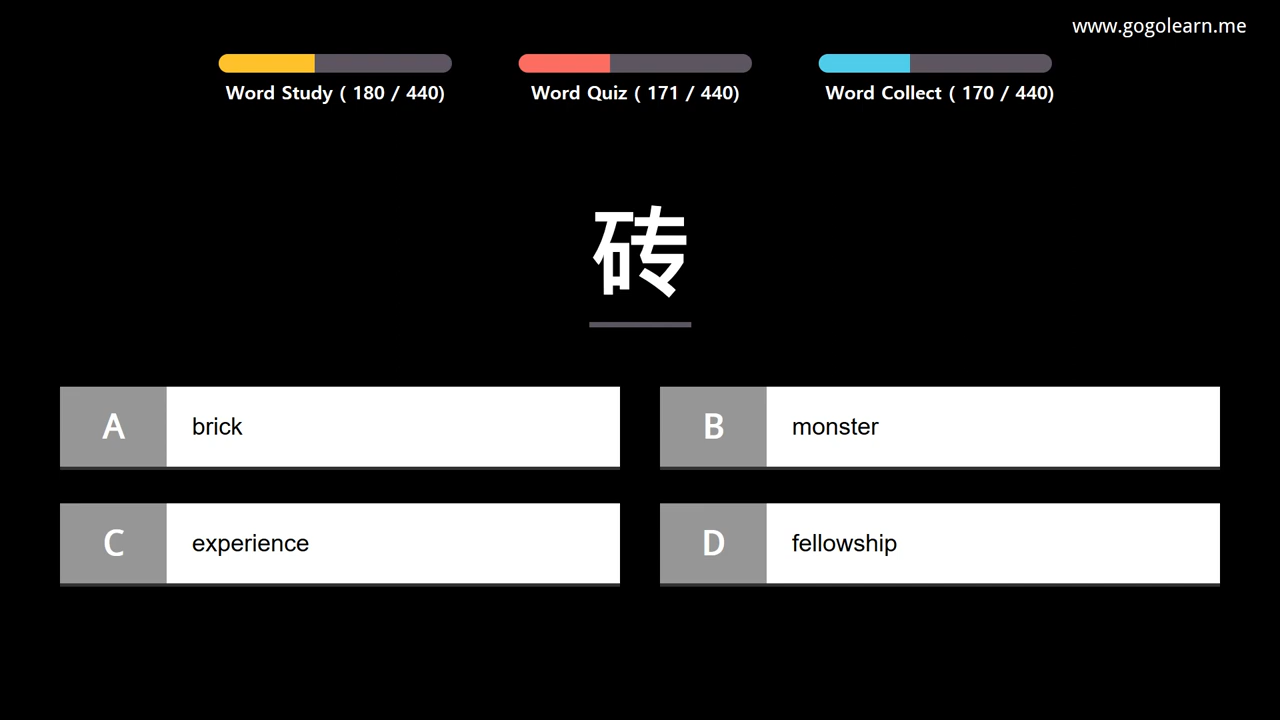 www.gogolearn.me
Word Study ( 180 / 440)
Word Quiz ( 171 / 440)
Word Collect ( 170 / 440)
砖
A brick
B monster
C experience
D fellowship